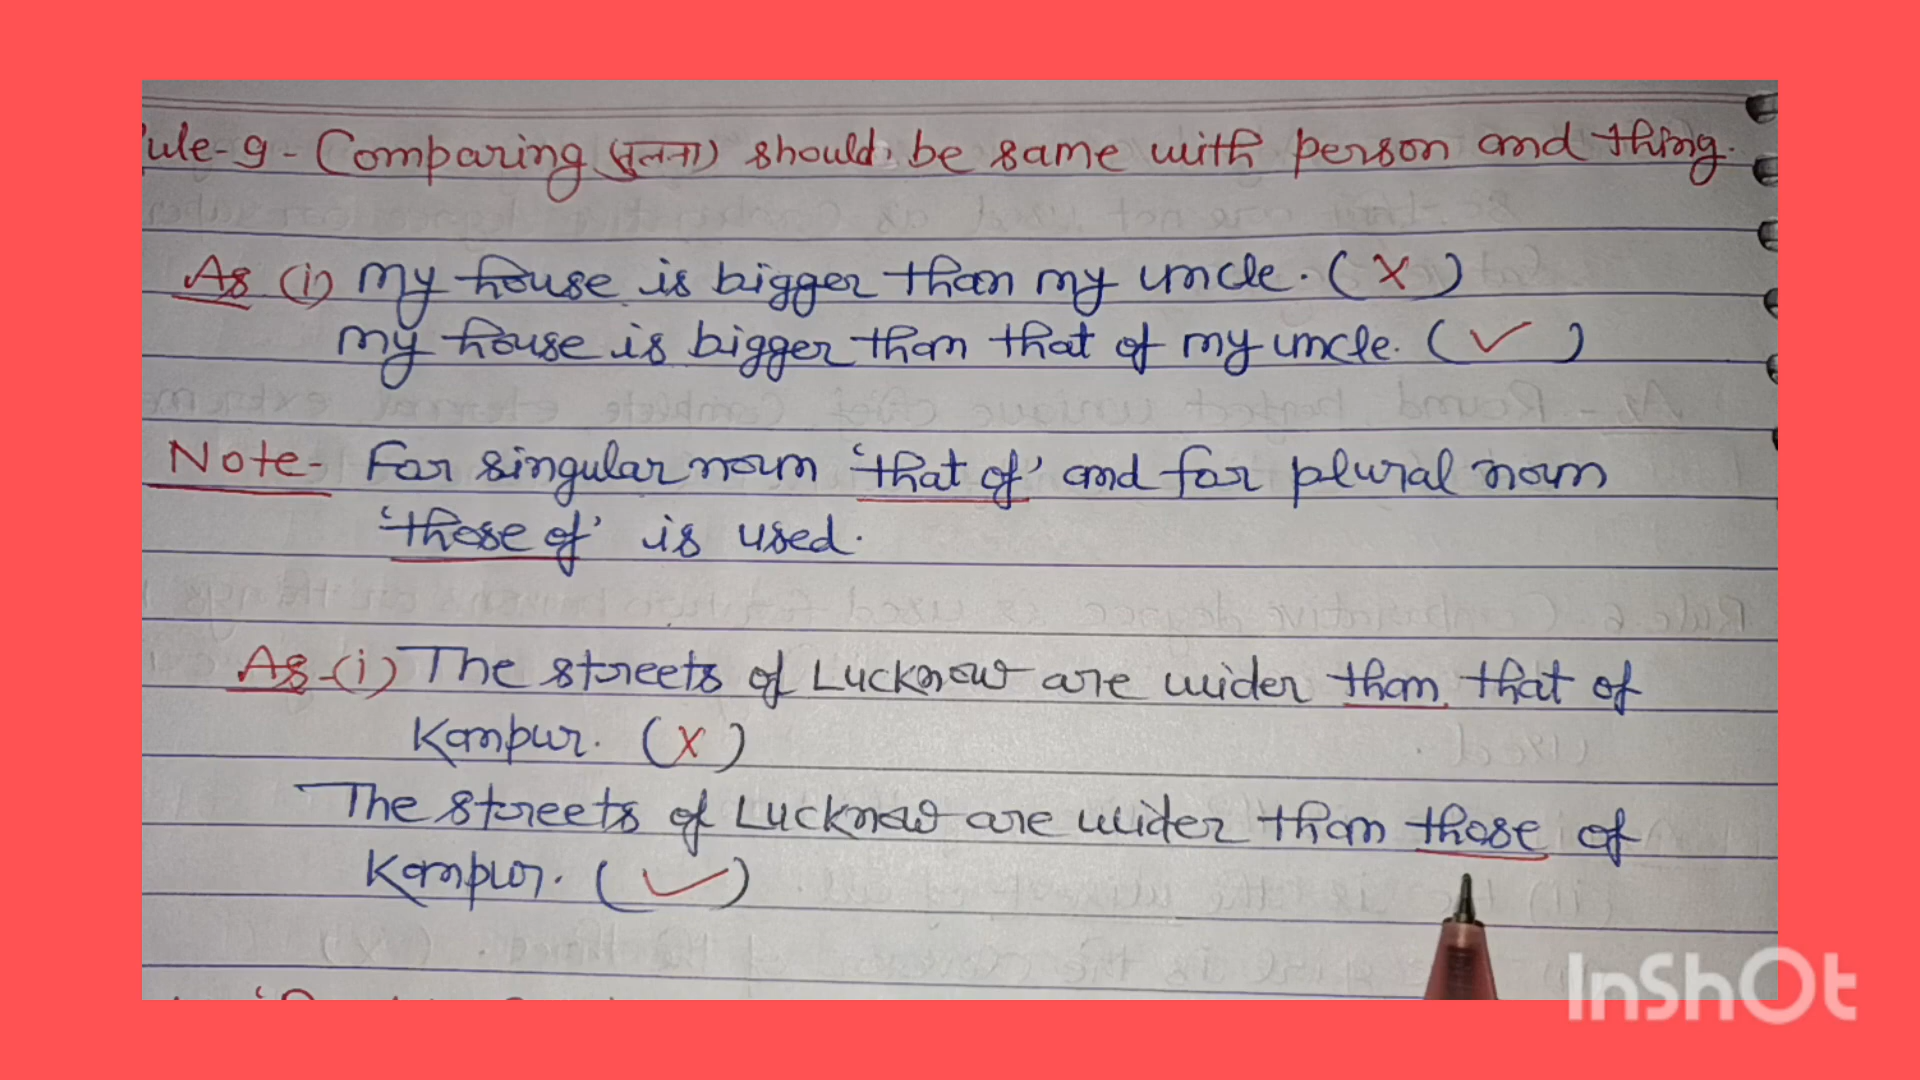 ule-9- Comparing (तुलना) should be same with person and thing.
As (i) my house is bigger than my uncle. (X)
my house is bigger than that of my uncle. (✓)
Note- For singular noun 'that of' and for plural noun
'those of' is used.
As-(i) The streets of Lucknow are wider than that of
Kanpur. (X)
The streets of Lucknow are wider than those of
Kanpur. (✓)
InShOt